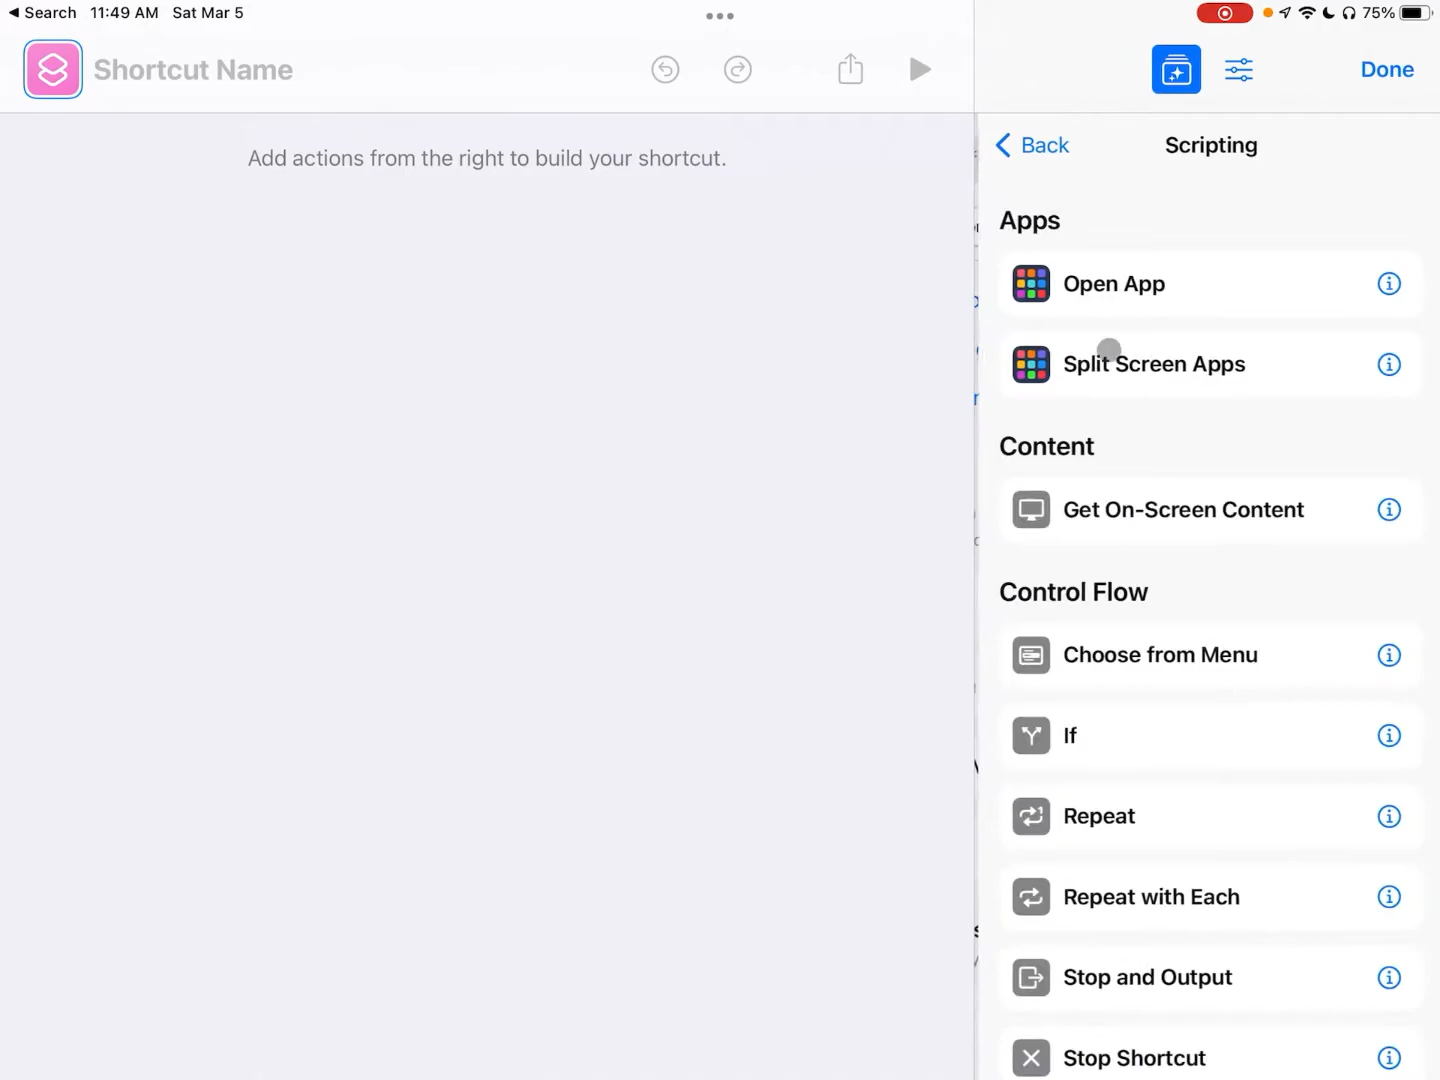 ◀ Search 11:49 AM Sat Mar 5
75%
Shortcut Name
Done
Add actions from the right to build your shortcut.
Back
Scripting
Apps
Open App
Split Screen Apps
Content
Get On-Screen Content
Control Flow
Choose from Menu
If
Repeat
Repeat with Each
Stop and Output
Stop Shortcut